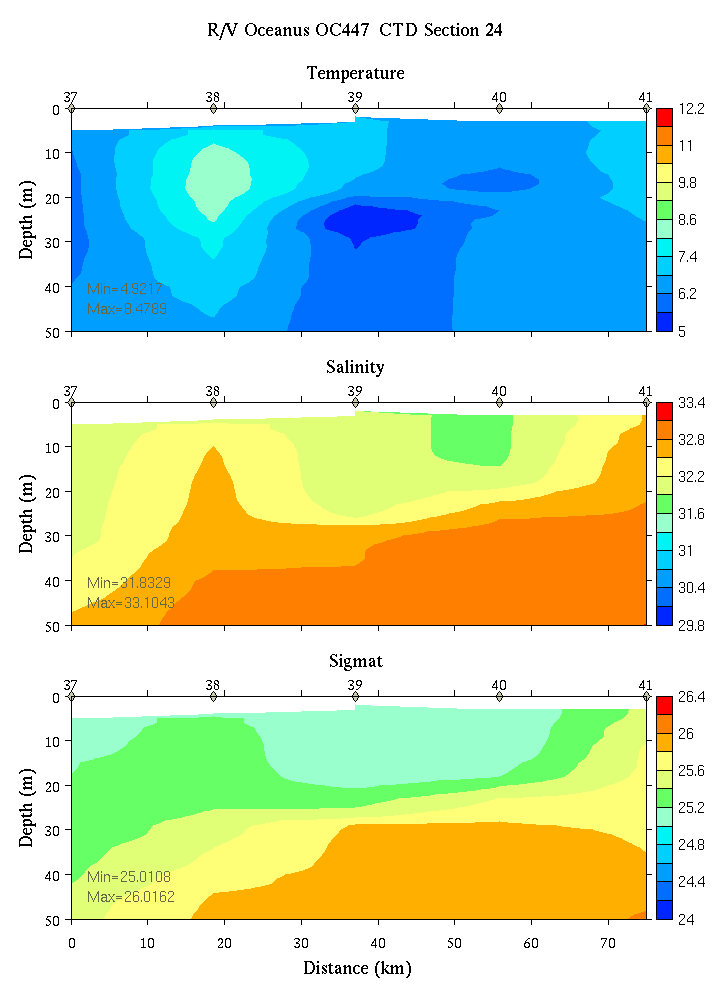 R/V Oceanus OC447 CTD Section 24
Temperature
37 38 39 40 41
0 10 20 30 40 50
Depth (m)
Min=4.9217
Max=8.4789
12.2 11 9.8 8.6 7.4 6.2 5
Salinity
37 38 39 40 41
0 10 20 30 40 50
Depth (m)
Min=31.8329
Max=33.1043
33.4 32.8 32.2 31.6 31 30.4 29.8
Sigmat
37 38 39 40 41
0 10 20 30 40 50
Depth (m)
Min=25.0108
Max=26.0162
26.4 26 25.6 25.2 24.8 24.4 24
0 10 20 30 40 50 60 70
Distance (km)